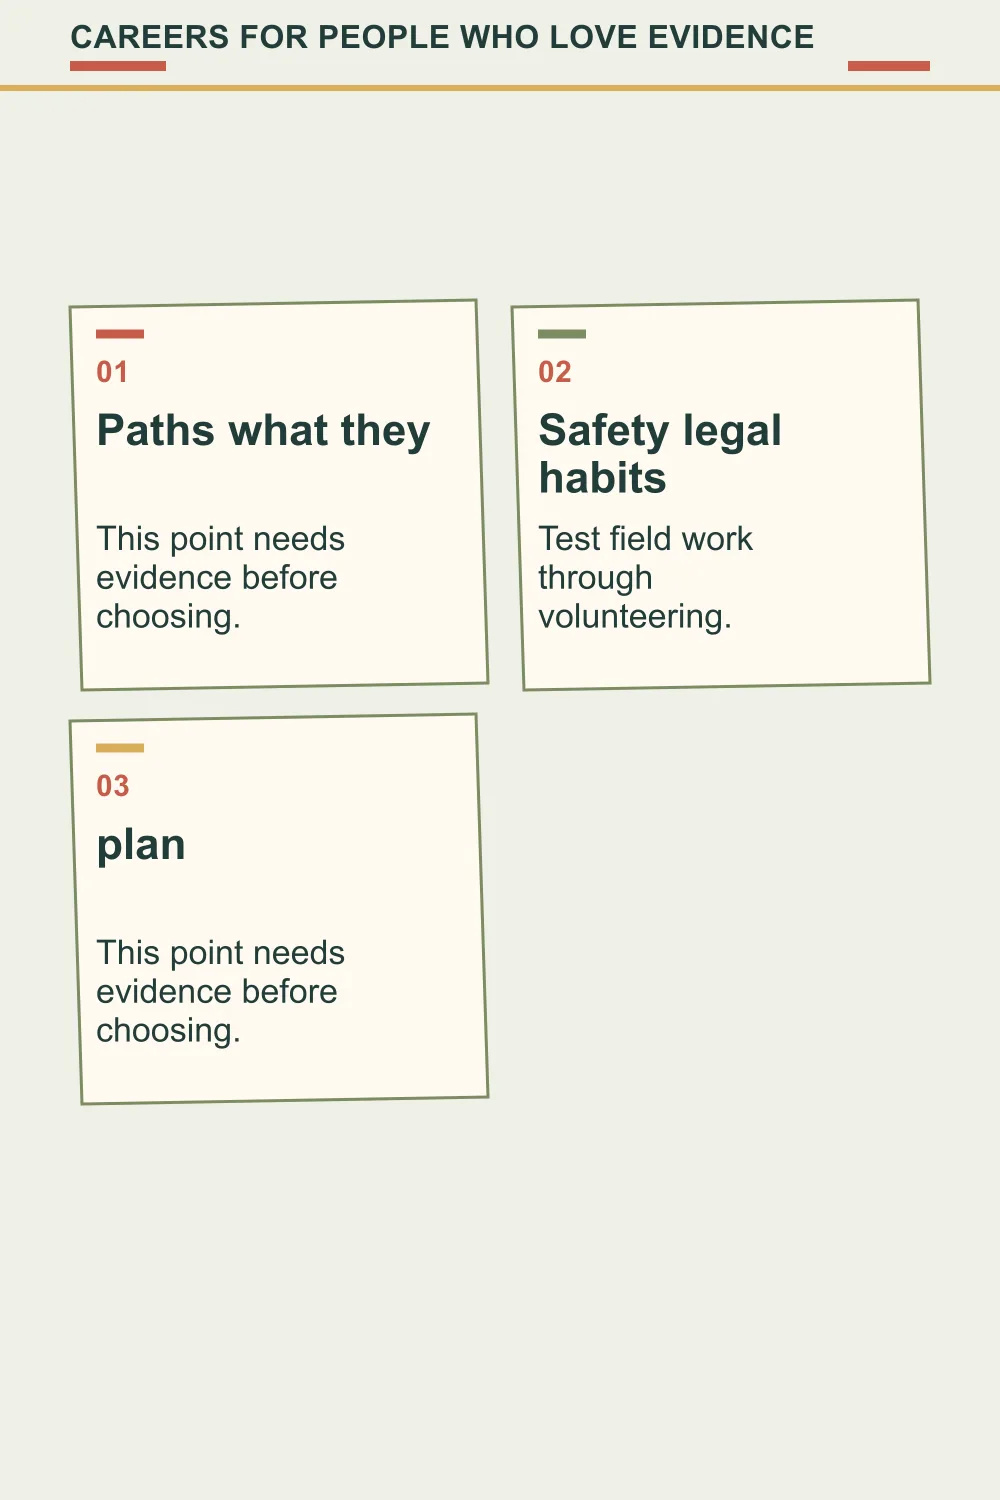 CAREERS FOR PEOPLE WHO LOVE EVIDENCE
01
Paths what they
This point needs
evidence before
choosing.
02
Safety legal
habits
Test field work
through
volunteering.
03
plan
This point needs
evidence before
choosing.